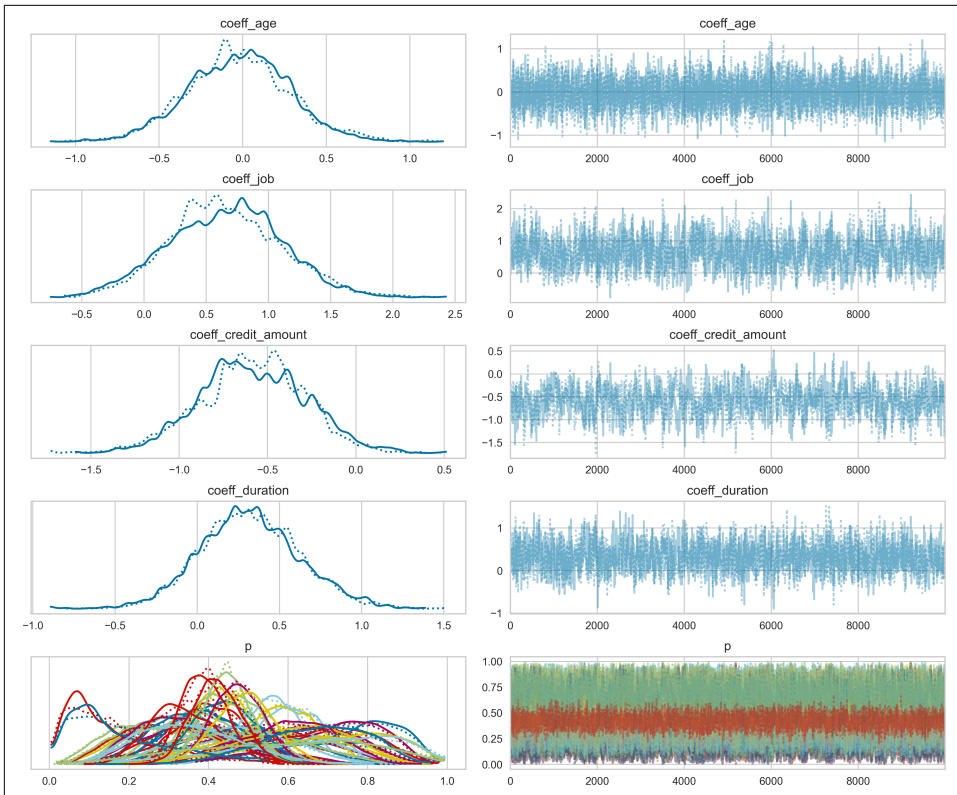 coeff_age
coeff_age
−1.0 −0.5 0.0 0.5 1.0
1
0
−1
0 2000 4000 6000 8000
coeff_job
coeff_job
−0.5 0.0 0.5 1.0 1.5 2.0 2.5
2
1
0
0 2000 4000 6000 8000
coeff_credit_amount
coeff_credit_amount
−1.5 −1.0 −0.5 0.0 0.5
0.5
0.0
−0.5
−1.0
−1.5
0 2000 4000 6000 8000
coeff_duration
coeff_duration
−1.0 −0.5 0.0 0.5 1.0 1.5
1
0
−1
0 2000 4000 6000 8000
p
p
0.0 0.2 0.4 0.6 0.8 1.0
1.00
0.75
0.50
0.25
0.00
0 2000 4000 6000 8000